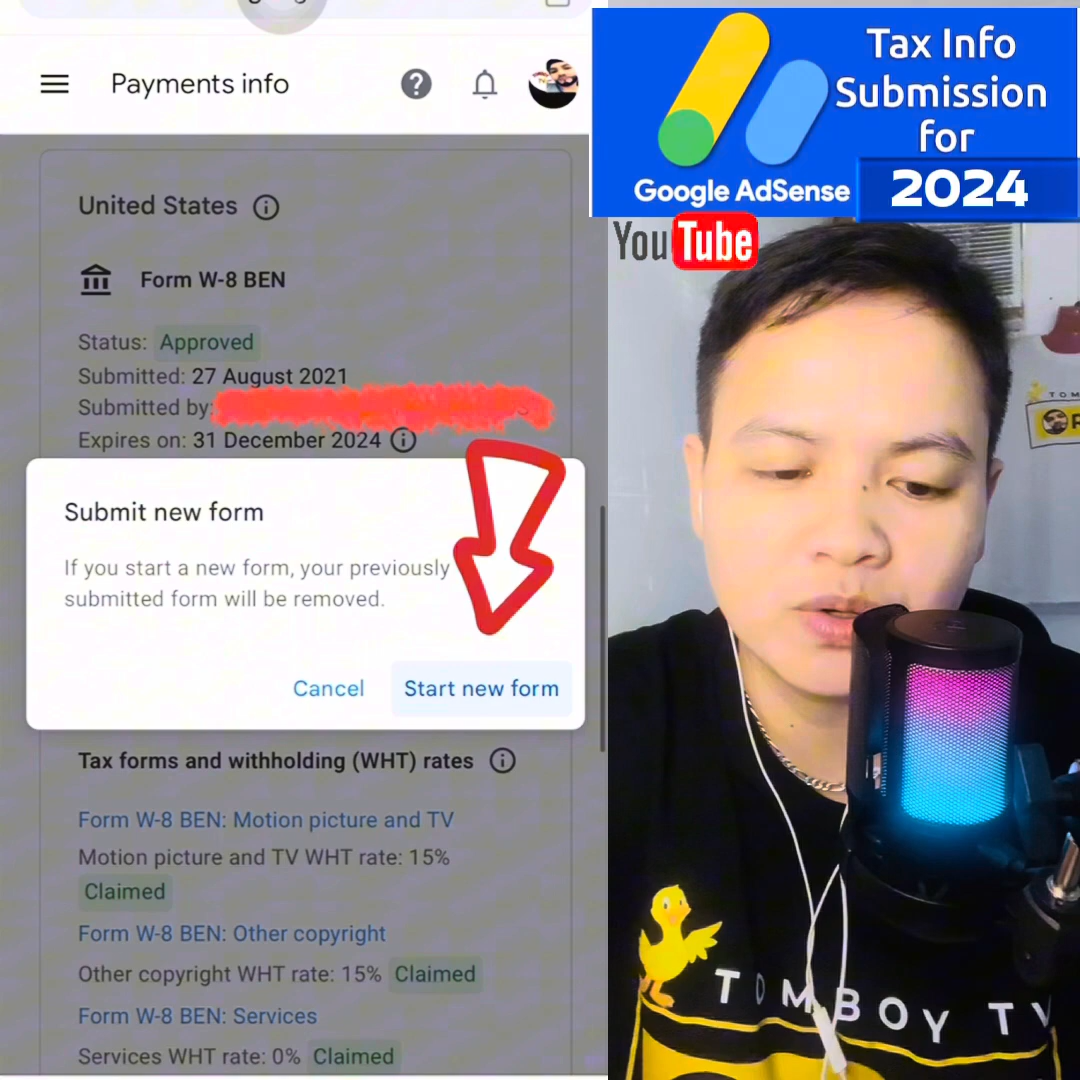 Payments info
United States
Form W-8 BEN
Status: Approved
Submitted: 27 August 2021
Submitted by:
Expires on: 31 December 2024
Submit new form
If you start a new form, your previously
submitted form will be removed.
Cancel
Start new form
Tax forms and withholding (WHT) rates
Form W-8 BEN: Motion picture and TV
Motion picture and TV WHT rate: 15%
Claimed
Form W-8 BEN: Other copyright
Other copyright WHT rate: 15% Claimed
Form W-8 BEN: Services
Services WHT rate: 0% Claimed
Tax Info
Submission
for
2024
Google AdSense
YouTube
TOMBOY TV